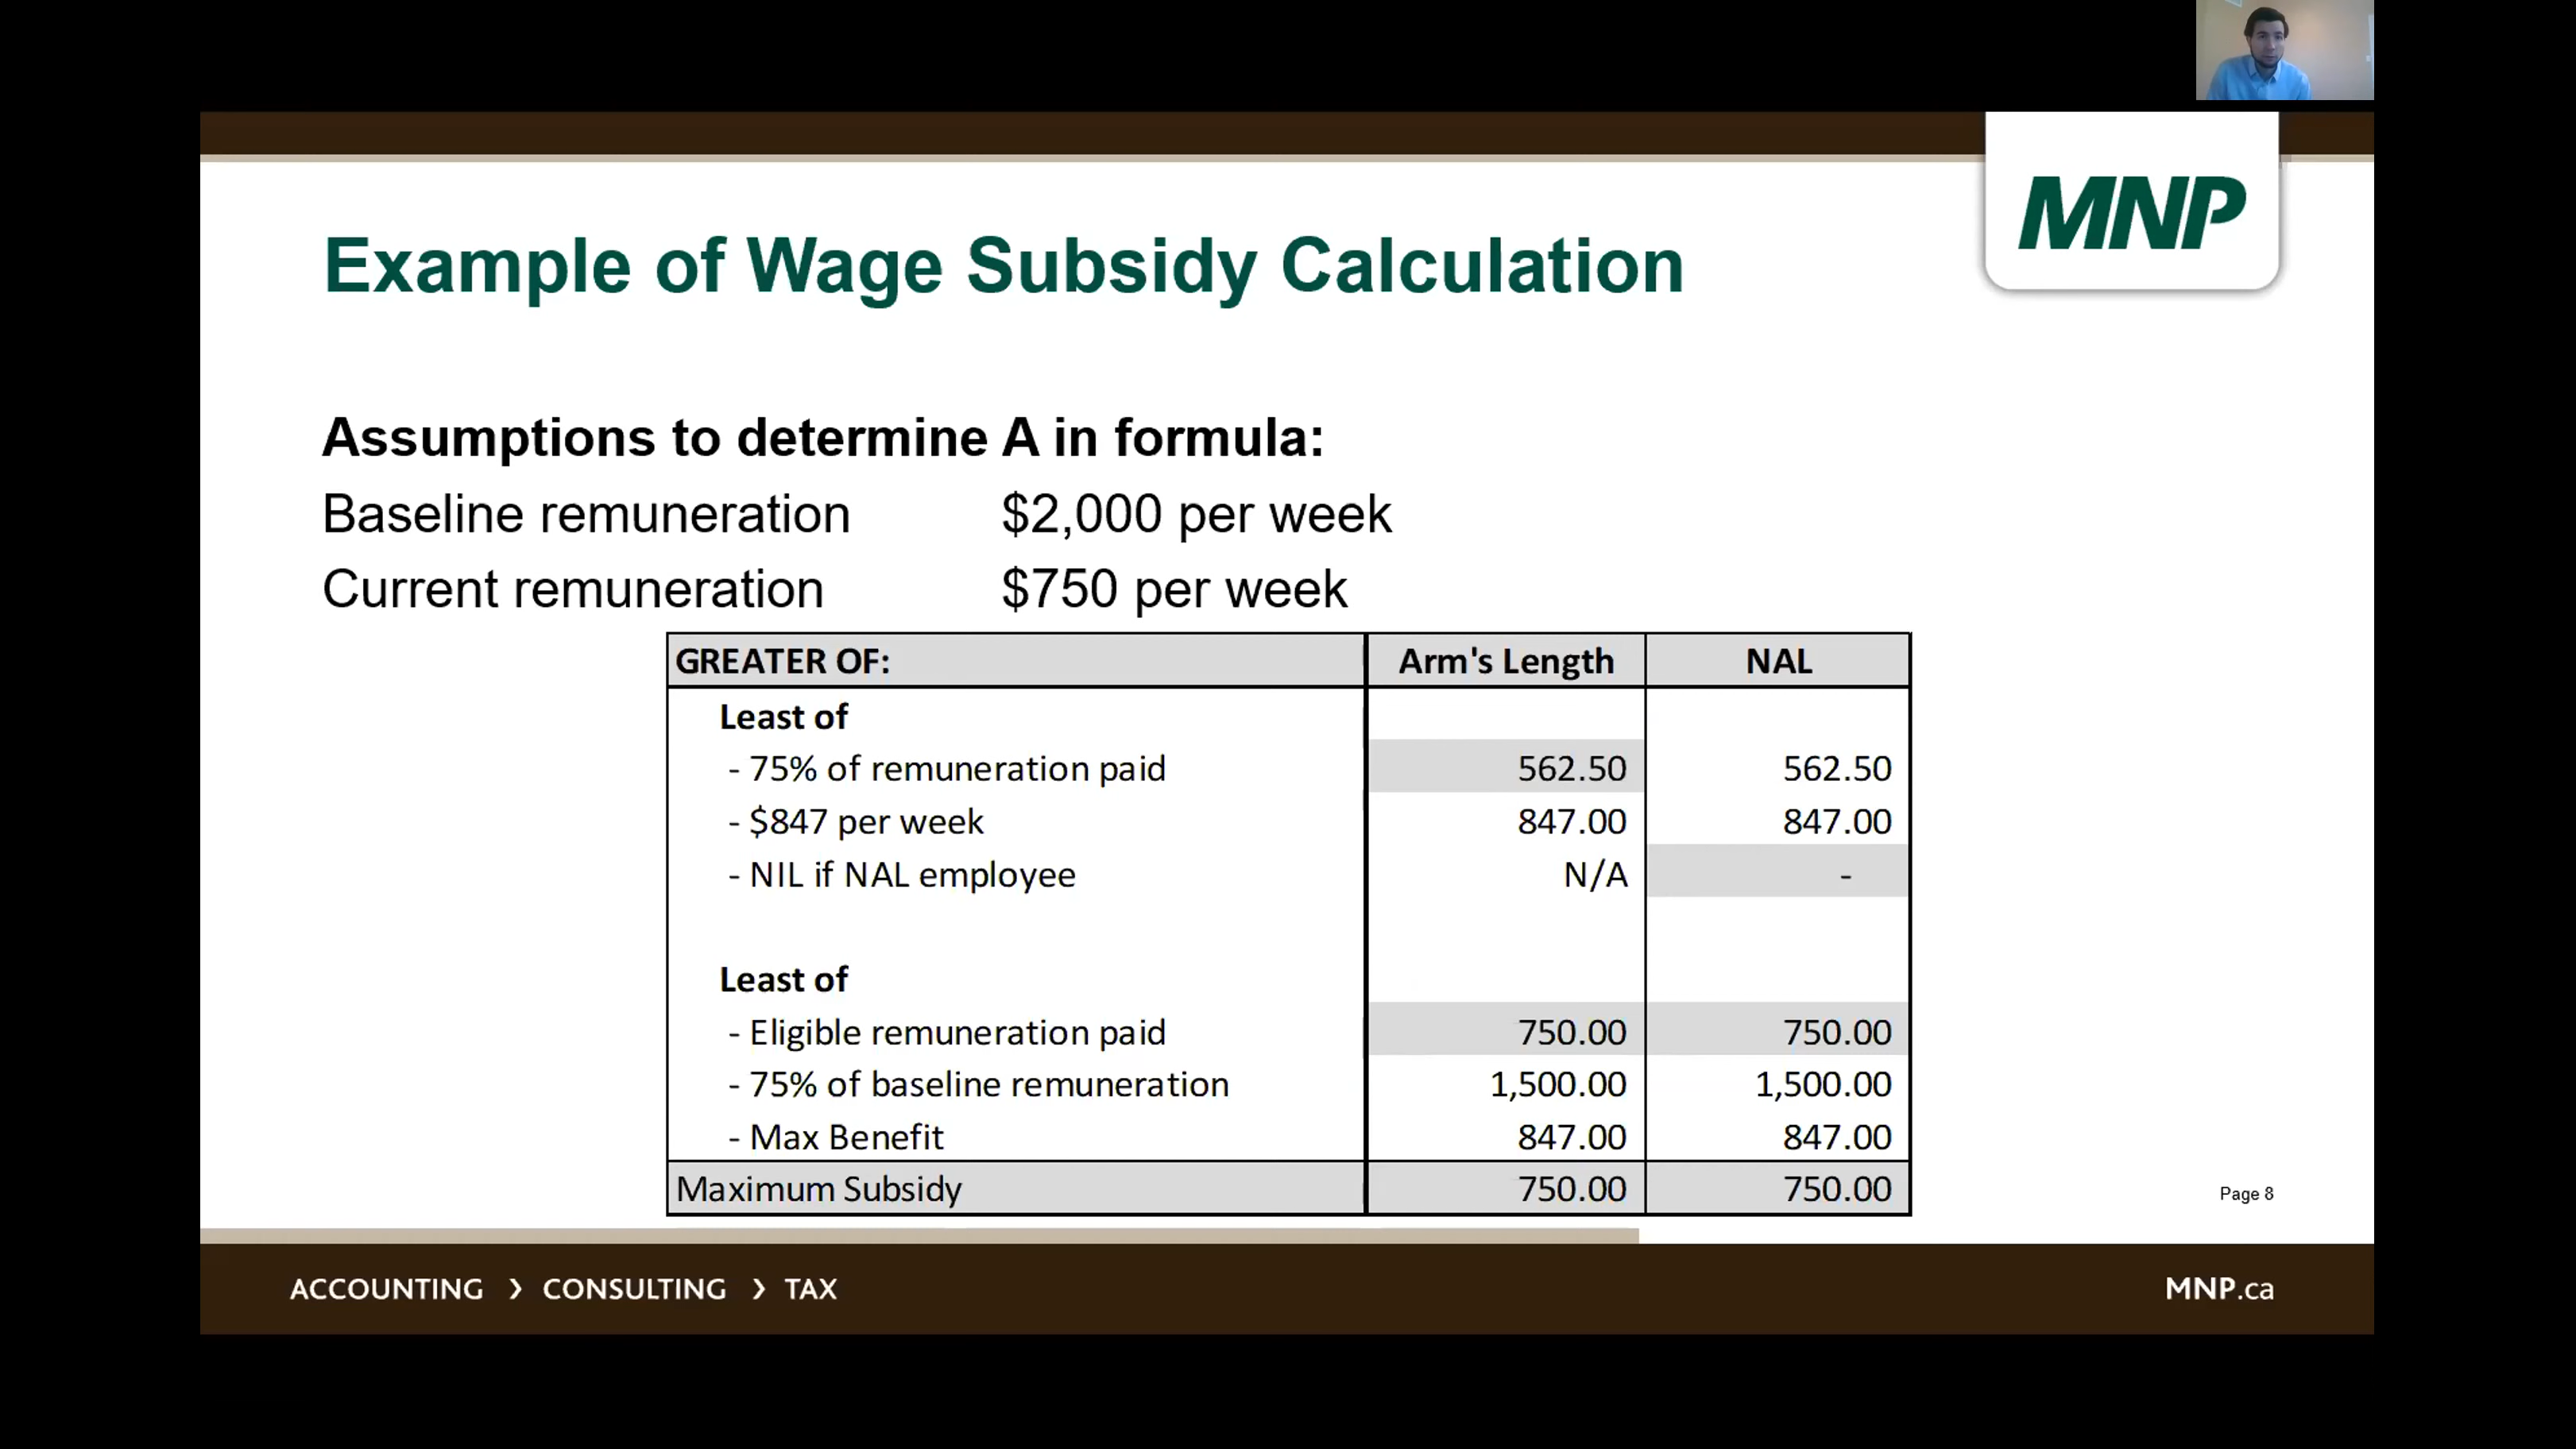 MNP
Example of Wage Subsidy Calculation
Assumptions to determine A in formula:
Baseline remuneration $2,000 per week
Current remuneration $750 per week
GREATER OF: Arm's Length NAL
Least of
- 75% of remuneration paid 562.50 562.50
- $847 per week 847.00 847.00
- NIL if NAL employee N/A -
Least of
- Eligible remuneration paid 750.00 750.00
- 75% of baseline remuneration 1,500.00 1,500.00
- Max Benefit 847.00 847.00
Maximum Subsidy 750.00 750.00
Page 8
ACCOUNTING › CONSULTING › TAX MNP.ca